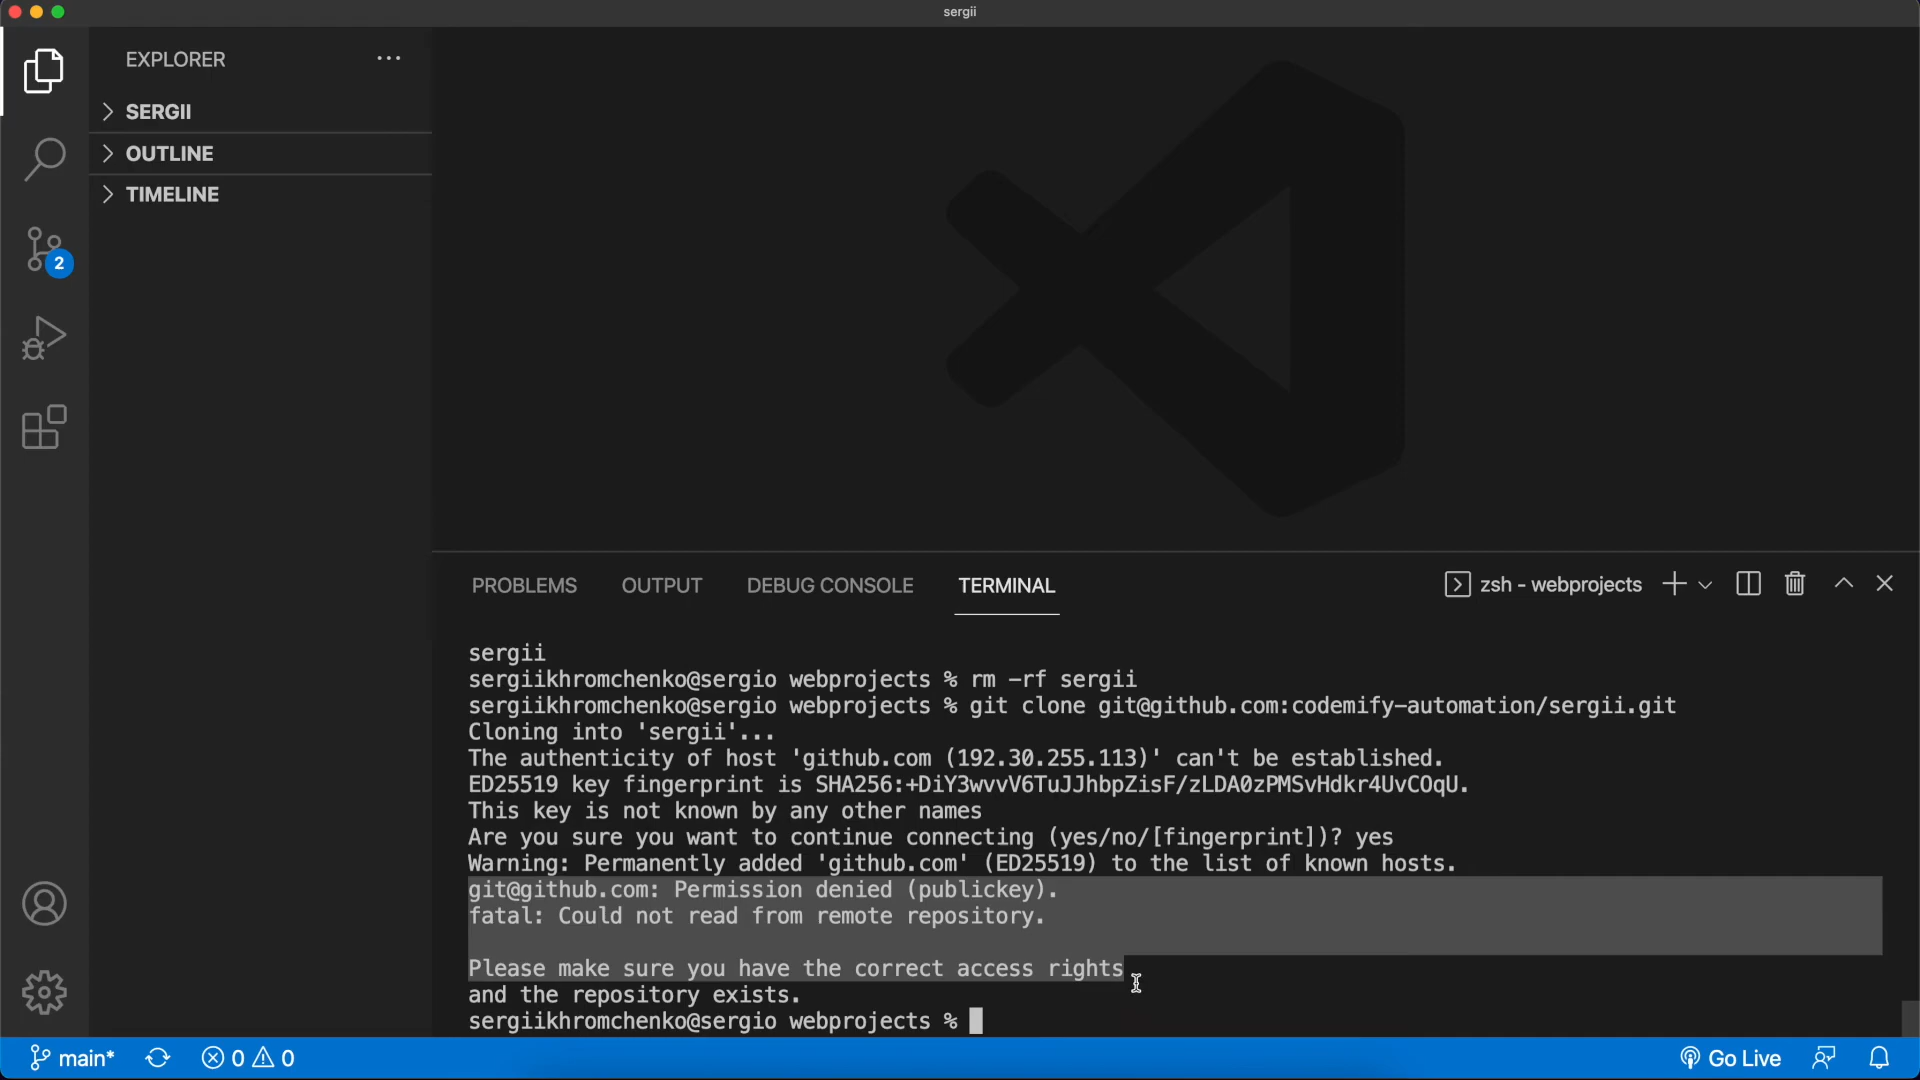 sergii
EXPLORER
SERGII
OUTLINE
TIMELINE
2
PROBLEMS OUTPUT DEBUG CONSOLE TERMINAL zsh - webprojects
sergii
sergiikhromchenko@sergio webprojects % rm -rf sergii
sergiikhromchenko@sergio webprojects % git clone git@github.com:codemify-automation/sergii.git
Cloning into 'sergii'...
The authenticity of host 'github.com (192.30.255.113)' can't be established.
ED25519 key fingerprint is SHA256:+DiY3wvvV6TuJJhbpZisF/zLDA0zPMSvHdkr4UvCOqU.
This key is not known by any other names
Are you sure you want to continue connecting (yes/no/[fingerprint])? yes
Warning: Permanently added 'github.com' (ED25519) to the list of known hosts.
git@github.com: Permission denied (publickey).
fatal: Could not read from remote repository.
Please make sure you have the correct access rights
and the repository exists.
sergiikhromchenko@sergio webprojects %
main* 0 0 Go Live